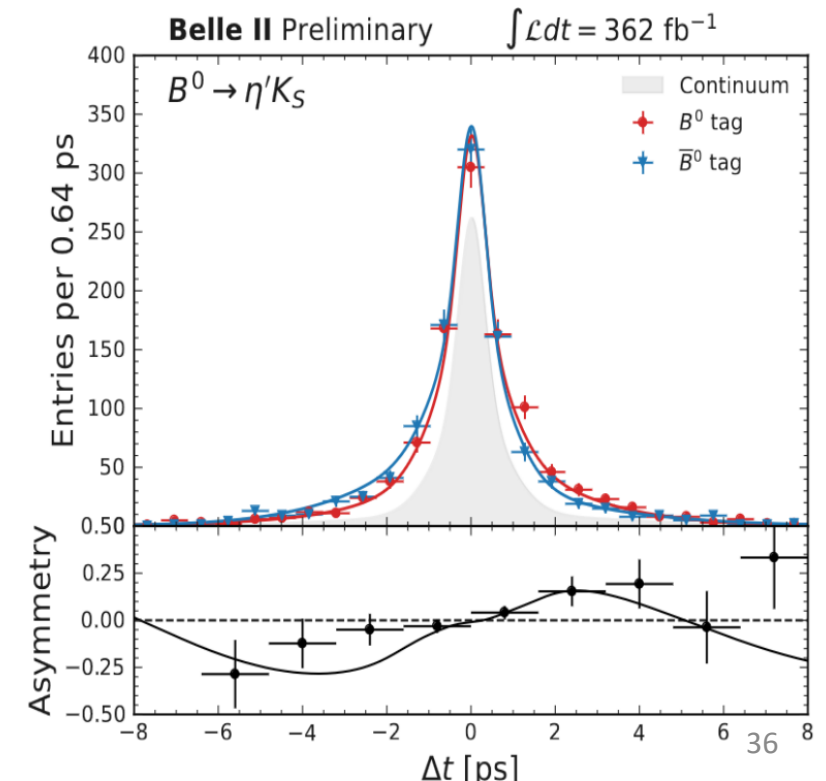 Belle II Preliminary ∫ℒdt = 362 fb⁻¹
B⁰ → η′K_S
Continuum
B⁰ tag
B̅⁰ tag
Entries per 0.64 ps
400
350
300
250
200
150
100
50
0.50
Asymmetry
0.25
0.00
−0.25
−0.50
−8 −6 −4 −2 0 2 4 6 8
Δt [ps]
36